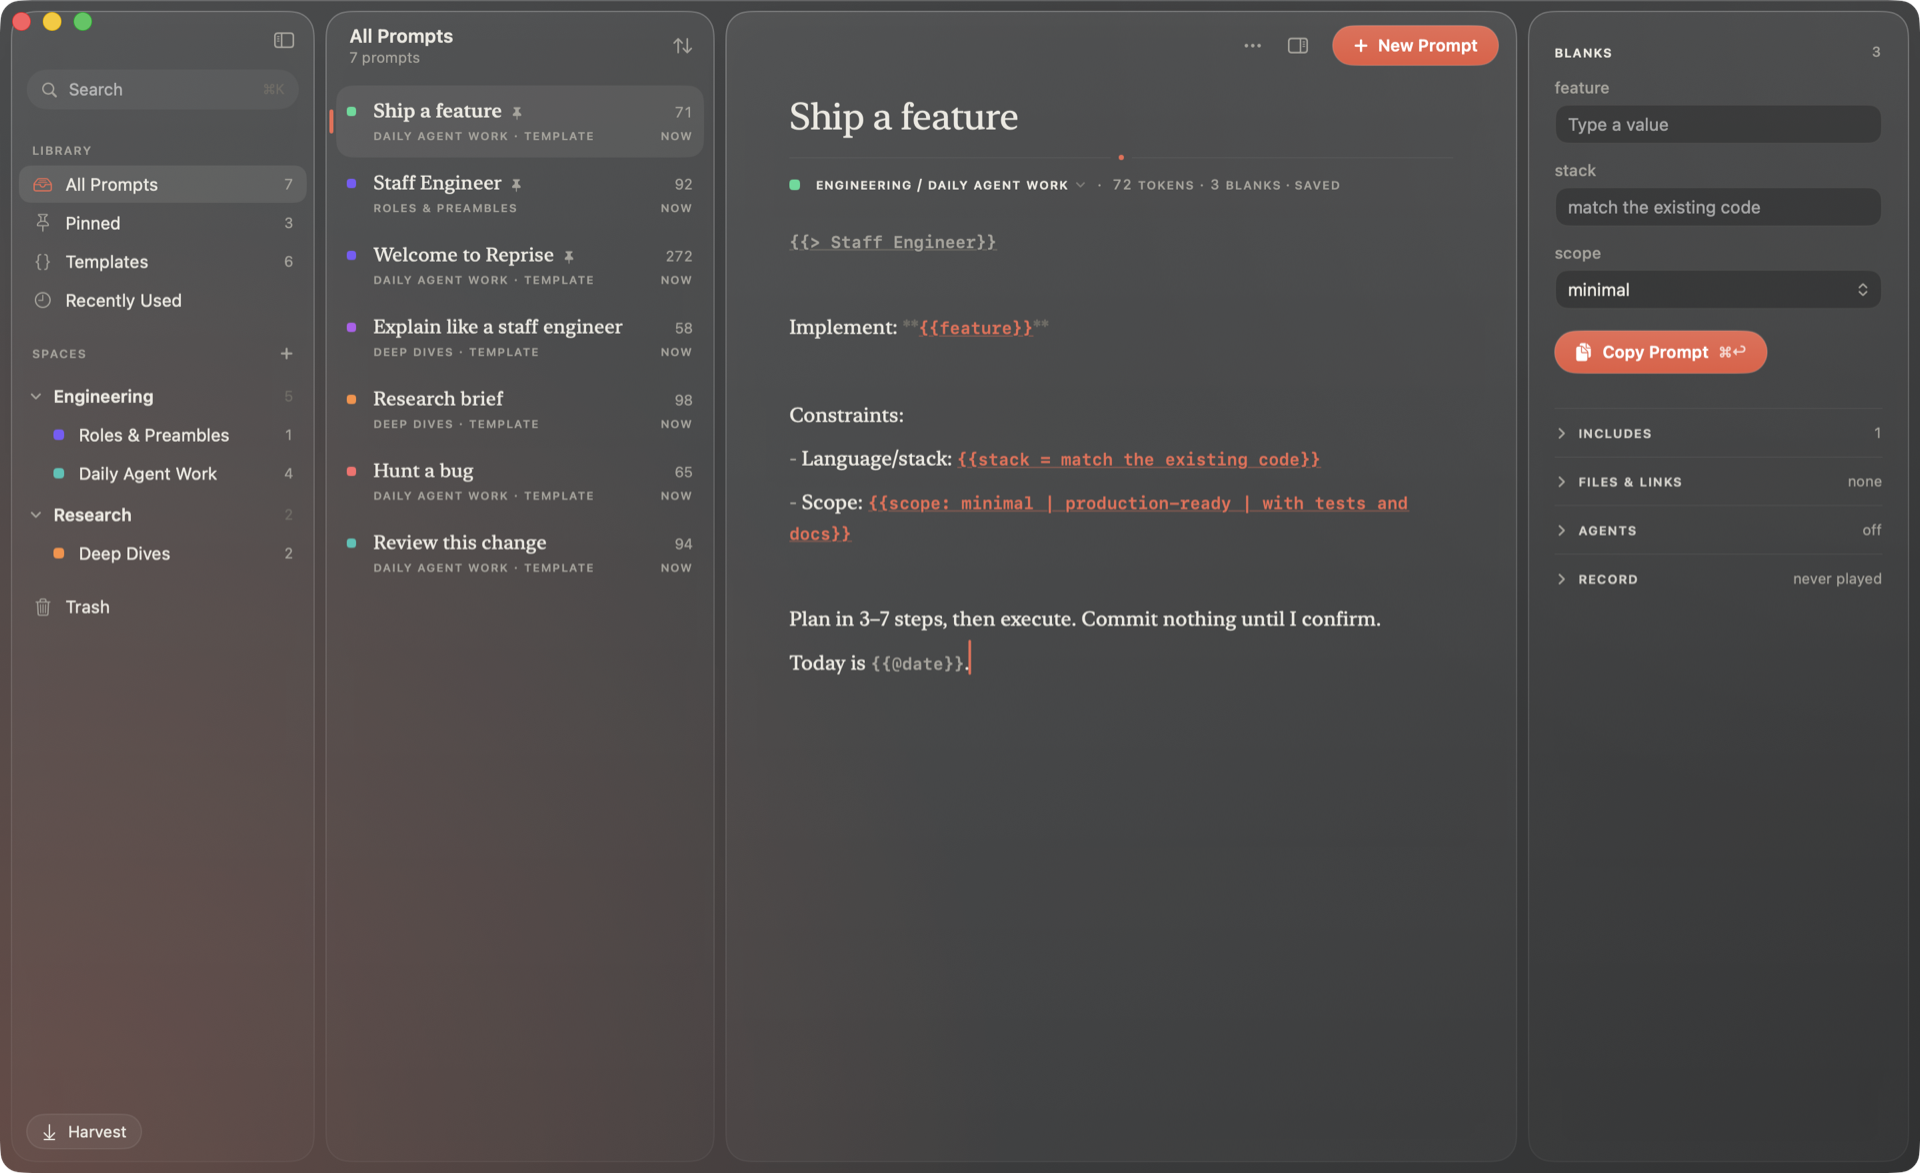 Search ⌘K
LIBRARY
All Prompts 7
Pinned 3
Templates 6
Recently Used
SPACES +
Engineering 5
Roles & Preambles 1
Daily Agent Work 4
Research 2
Deep Dives 2
Trash
Harvest
All Prompts
7 prompts
Ship a feature 71
DAILY AGENT WORK · TEMPLATE NOW
Staff Engineer 92
ROLES & PREAMBLES NOW
Welcome to Reprise 272
DAILY AGENT WORK · TEMPLATE NOW
Explain like a staff engineer 58
DEEP DIVES · TEMPLATE NOW
Research brief 98
DEEP DIVES · TEMPLATE NOW
Hunt a bug 65
DAILY AGENT WORK · TEMPLATE NOW
Review this change 94
DAILY AGENT WORK · TEMPLATE NOW
+ New Prompt
Ship a feature
ENGINEERING / DAILY AGENT WORK · 72 TOKENS · 3 BLANKS · SAVED
{{> Staff Engineer}}
Implement: **{{feature}}**
Constraints:
- Language/stack: {{stack = match the existing code}}
- Scope: {{scope: minimal | production-ready | with tests and
docs}}
Plan in 3–7 steps, then execute. Commit nothing until I confirm.
Today is {{@date}}.
BLANKS 3
feature
Type a value
stack
match the existing code
scope
minimal
Copy Prompt ⌘↩
INCLUDES 1
FILES & LINKS none
AGENTS off
RECORD never played